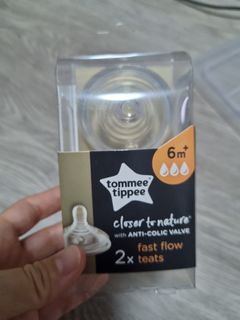 6m+
tommee
tippee
closer to nature®
with ANTI-COLIC VALVE
fast flow
2x teats